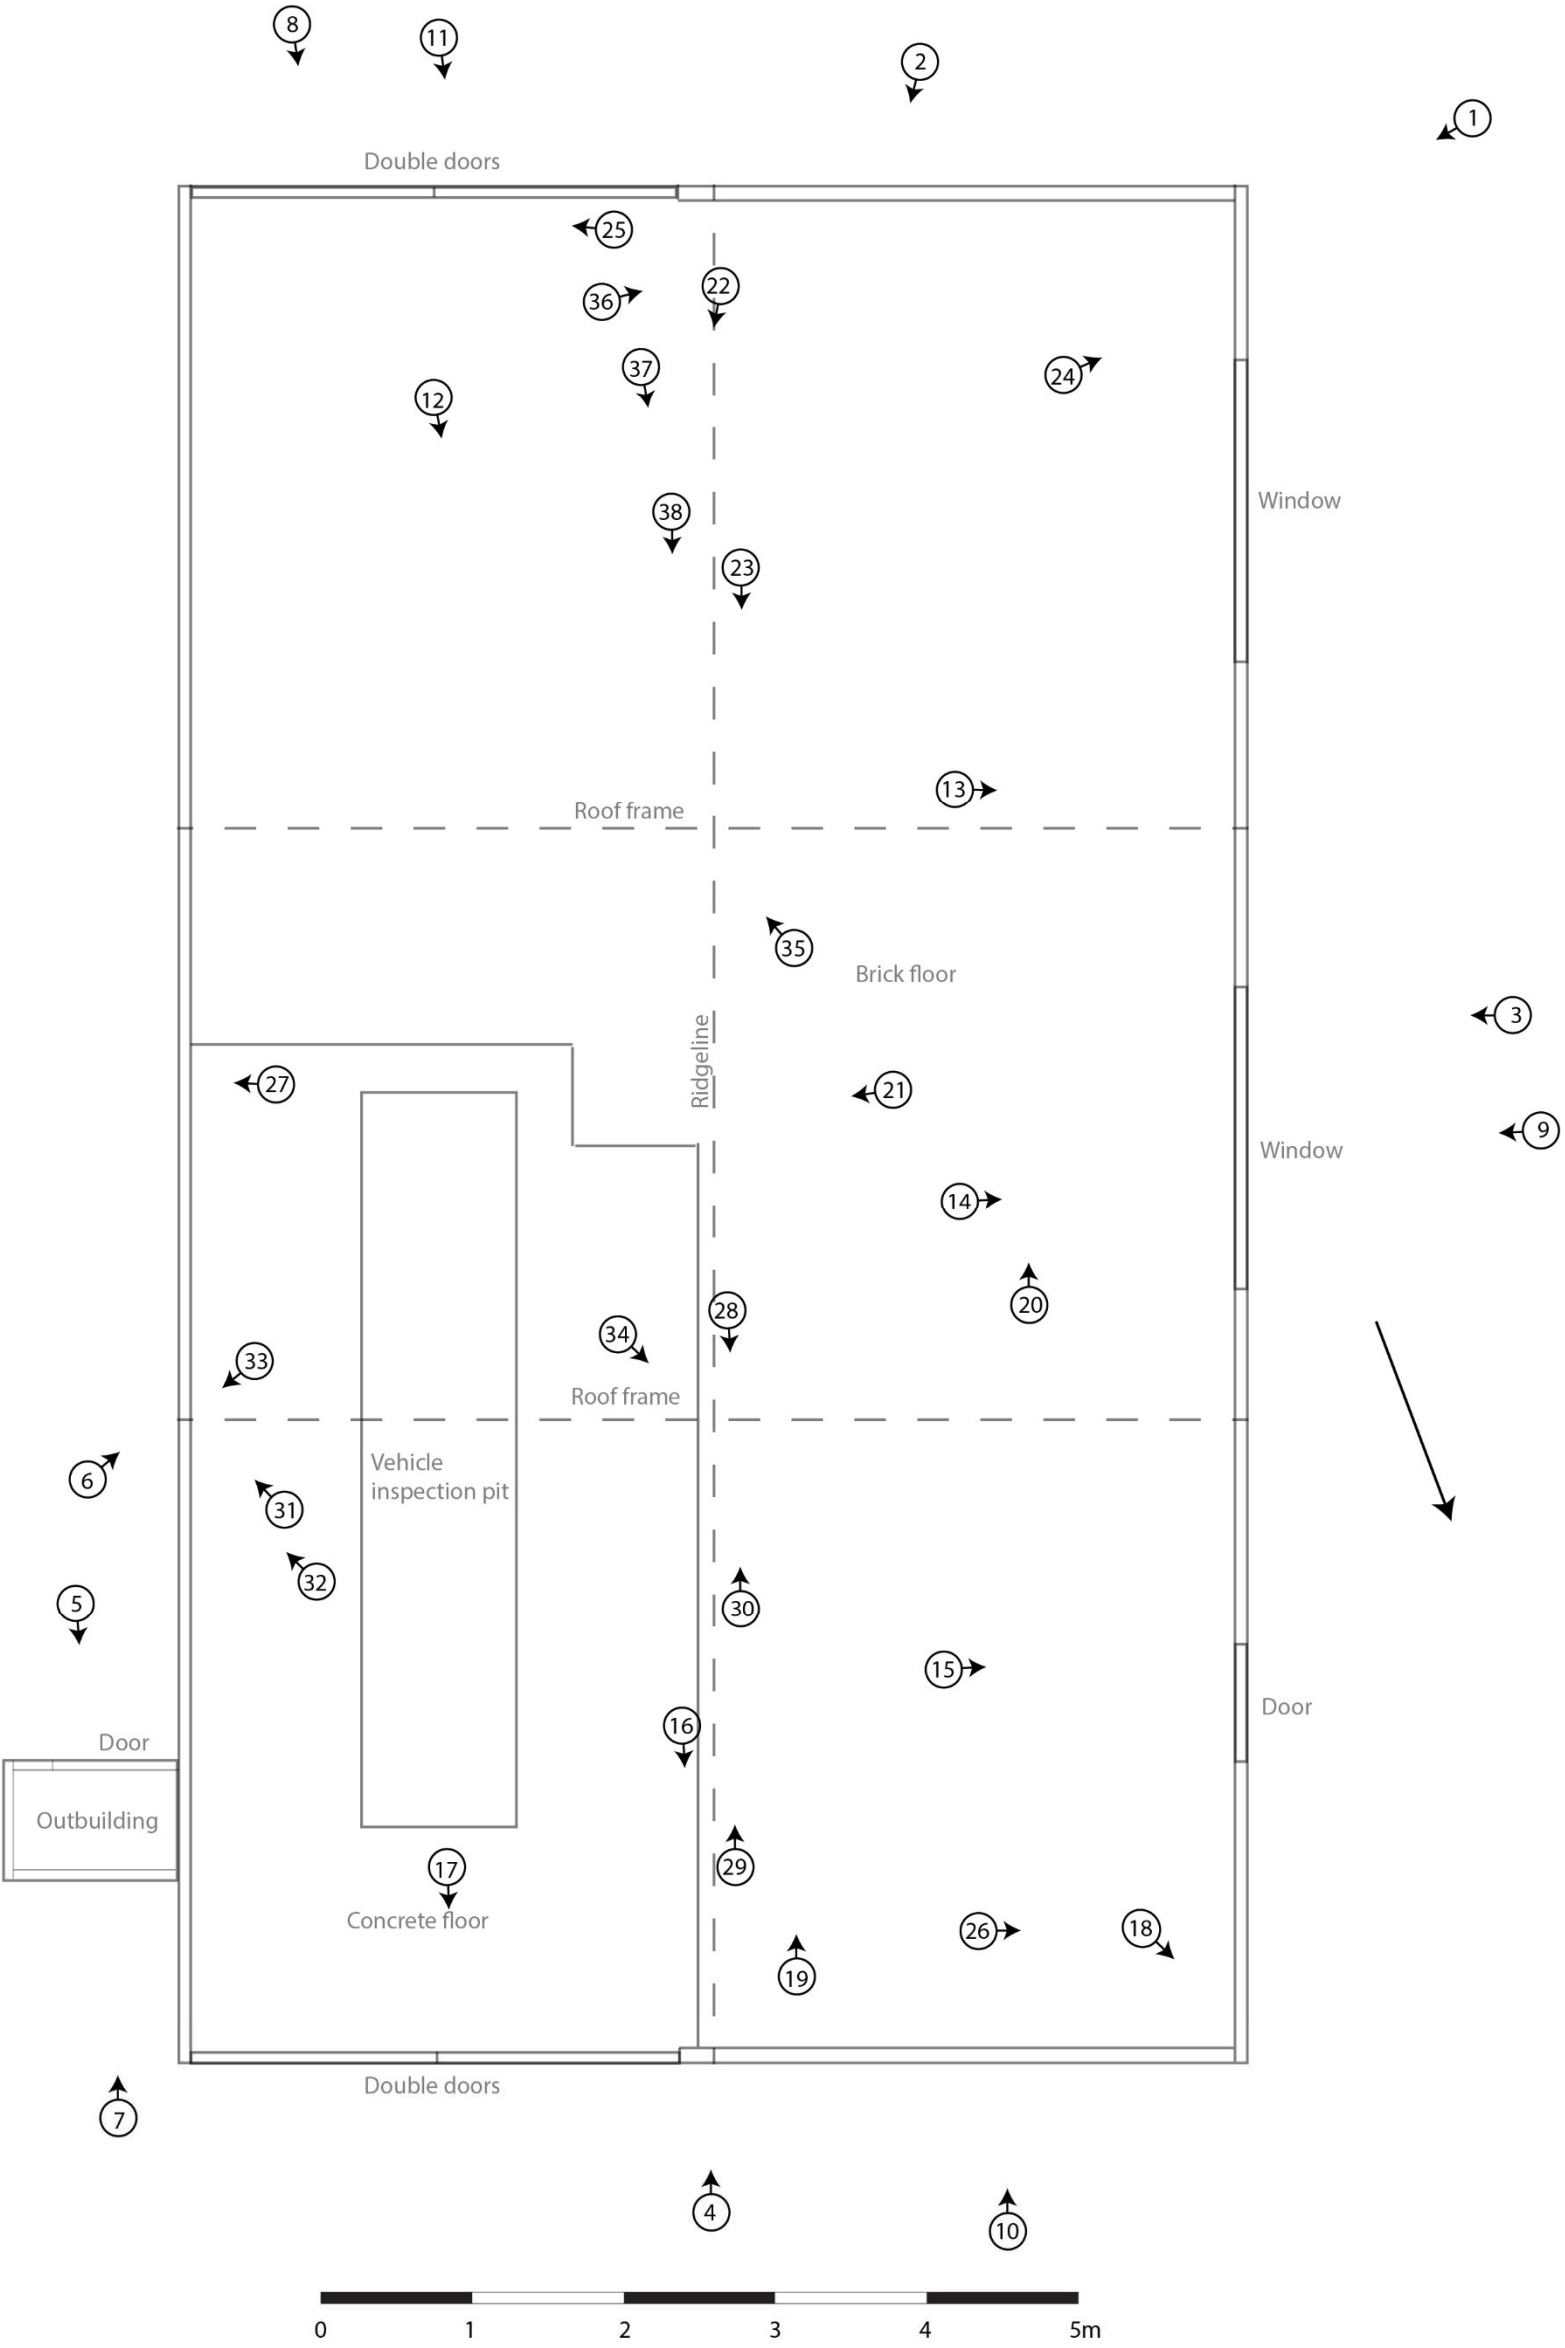 8
11
2
1
Double doors
25
22
36
37
24
12
38
Window
23
13
Roof frame
35
Brick floor
3
Ridgeline
27
21
9
Window
14
20
28
34
33
Roof frame
Vehicle
inspection pit
6
31
32
5
30
15
Door
16
Door
Outbuilding
17
29
Concrete floor
26
18
19
Double doors
7
4
10
0 1 2 3 4 5m